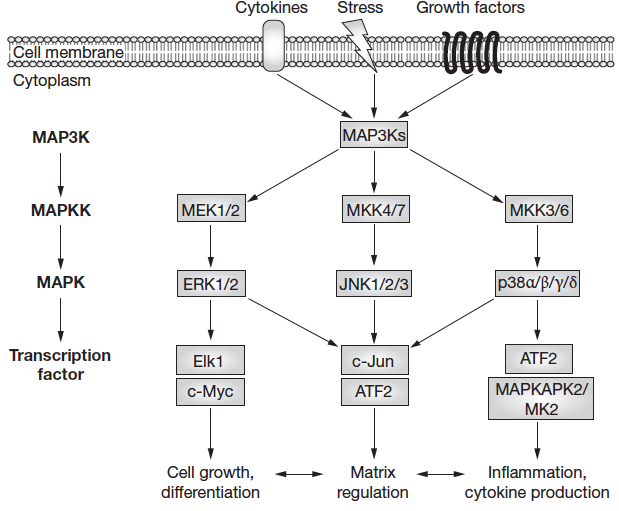 Cytokines Stress Growth factors
Cell membrane
Cytoplasm
MAP3K
MAP3Ks
MAPKK
MEK1/2
MKK4/7
MKK3/6
MAPK
ERK1/2
JNK1/2/3
p38α/β/γ/δ
Transcription
factor
Elk1
c-Myc
c-Jun
ATF2
ATF2
MAPKAPK2/
MK2
Cell growth,
differentiation
Matrix
regulation
Inflammation,
cytokine production